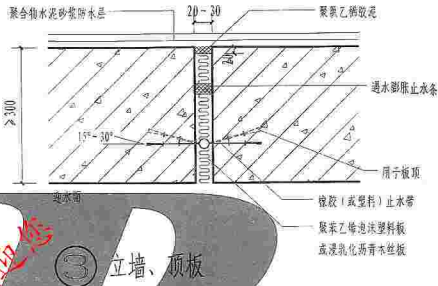 聚合物水泥砂浆防水层
20-30
聚氯乙烯胶泥
遇水膨胀止水条
≥300
15°-30°
用于板顶
迎水面
橡胶(或塑料)止水带
聚苯乙烯泡沫塑料板
或浸乳化沥青木丝板
③ 立墙、顶板